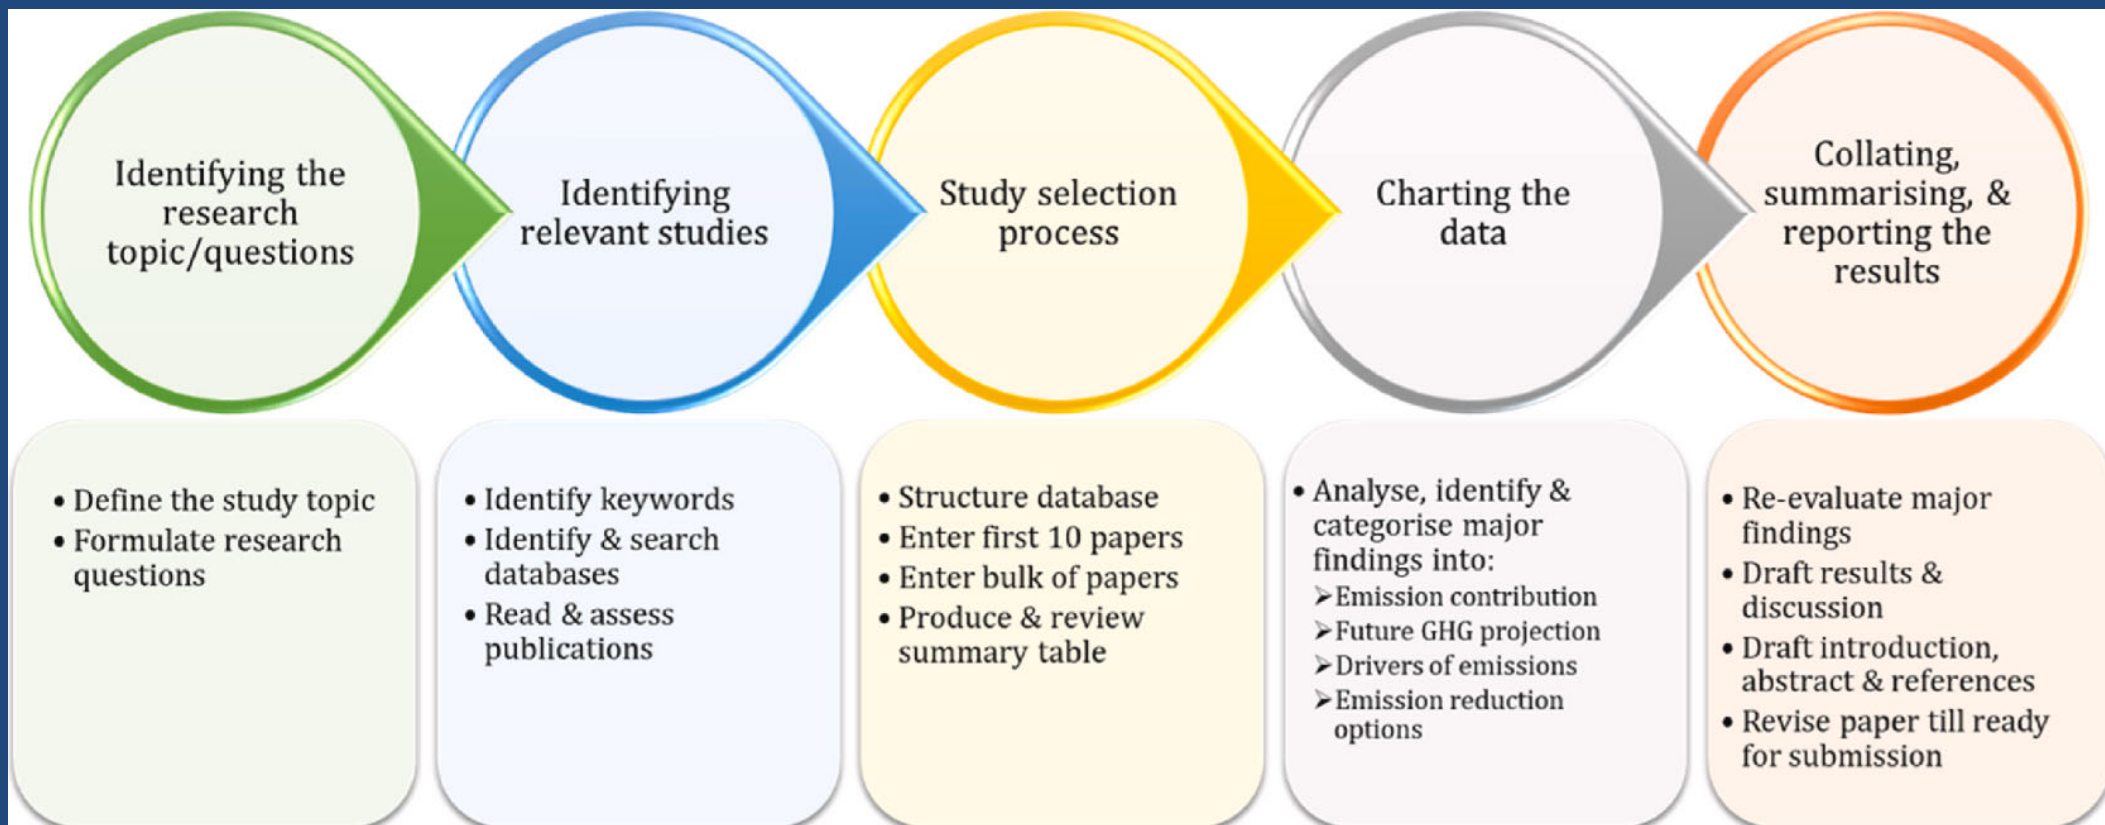 Identifying the
research
topic/questions
Identifying
relevant studies
Study selection
process
Charting the
data
Collating,
summarising, &
reporting the
results
• Define the study topic
• Formulate research
questions
• Identify keywords
• Identify & search
databases
• Read & assess
publications
• Structure database
• Enter first 10 papers
• Enter bulk of papers
• Produce & review
summary table
• Analyse, identify &
categorise major
findings into:
➢Emission contribution
➢Future GHG projection
➢Drivers of emissions
➢Emission reduction
options
• Re-evaluate major
findings
• Draft results &
discussion
• Draft introduction,
abstract & references
• Revise paper till ready
for submission